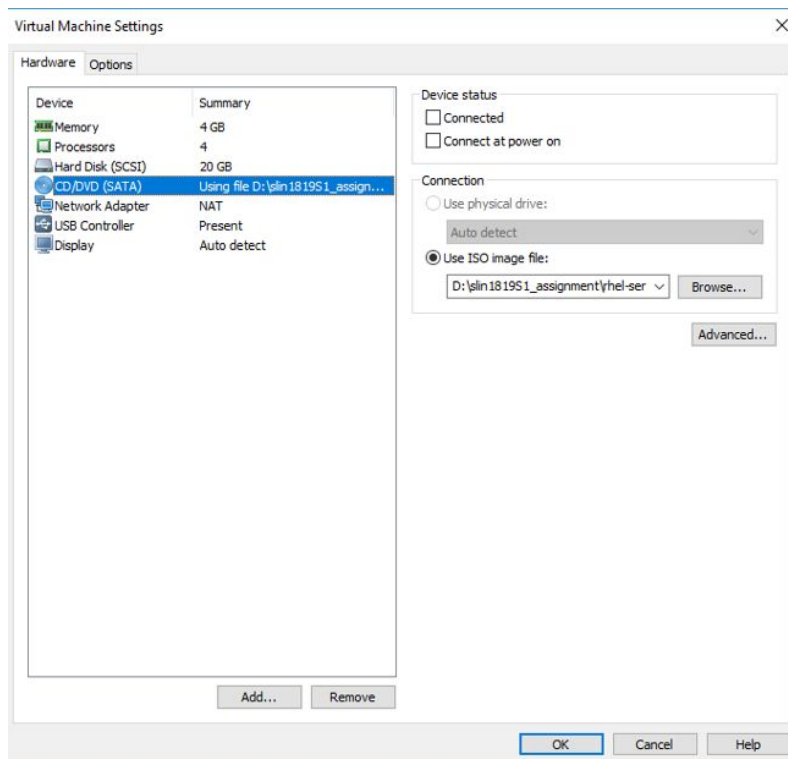 Virtual Machine Settings
Hardware Options
Device Summary
Memory 4 GB
Processors 4
Hard Disk (SCSI) 20 GB
CD/DVD (SATA) Using file D:\slin1819S1_assign...
Network Adapter NAT
USB Controller Present
Display Auto detect
Add... Remove
Device status
Connected
Connect at power on
Connection
Use physical drive:
Auto detect
Use ISO image file:
D:\slin1819S1_assignment\rhel-ser Browse...
Advanced...
OK Cancel Help